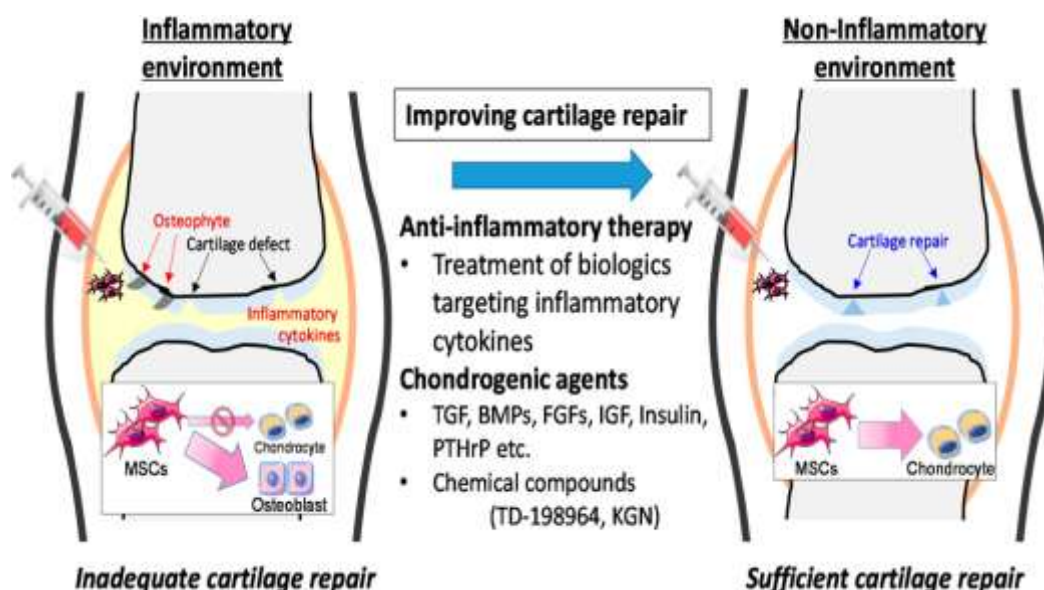 Inflammatory
environment
Osteophyte
Cartilage defect
Inflammatory
cytokines
MSCs
Chondrocyte
Osteoblast
Inadequate cartilage repair
Improving cartilage repair
Anti-inflammatory therapy
• Treatment of biologics
targeting inflammatory
cytokines
Chondrogenic agents
• TGF, BMPs, FGFs, IGF, Insulin,
PTHrP etc.
• Chemical compounds
(TD-198964, KGN)
Non-Inflammatory
environment
Cartilage repair
MSCs
Chondrocyte
Sufficient cartilage repair